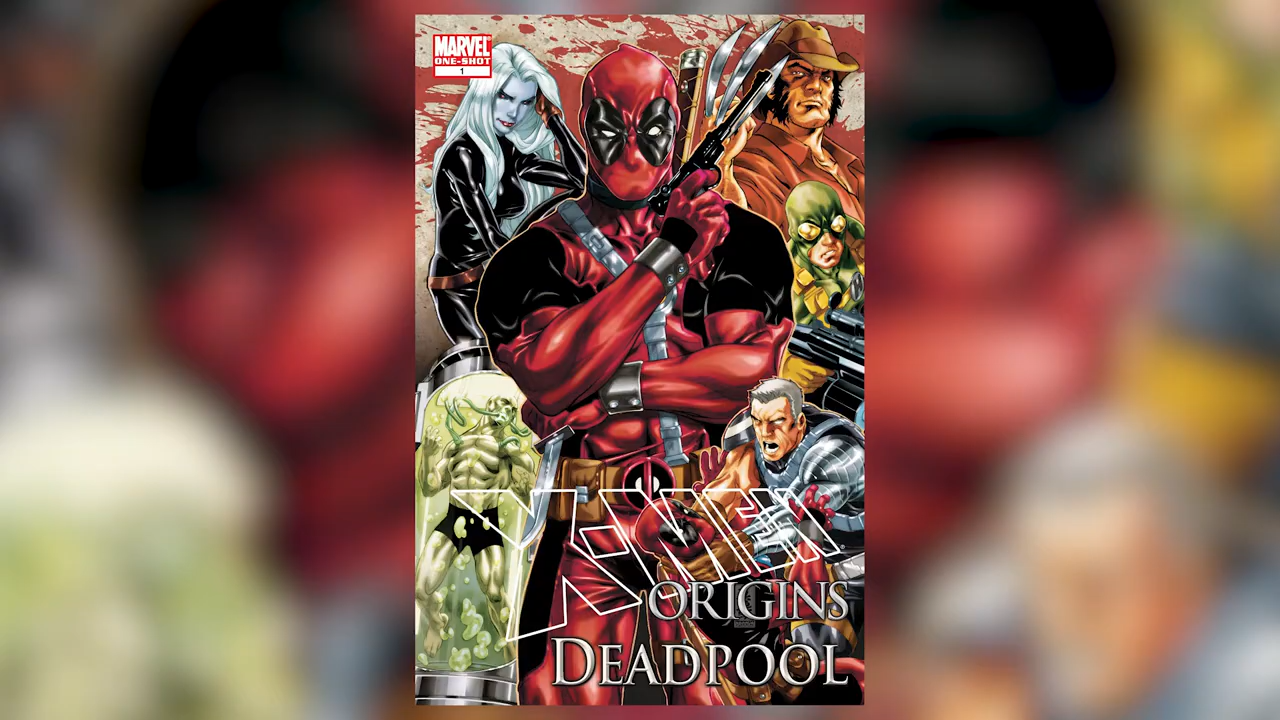 MARVEL
ONE-SHOT
1
X-MEN
ORIGINS
DEADPOOL